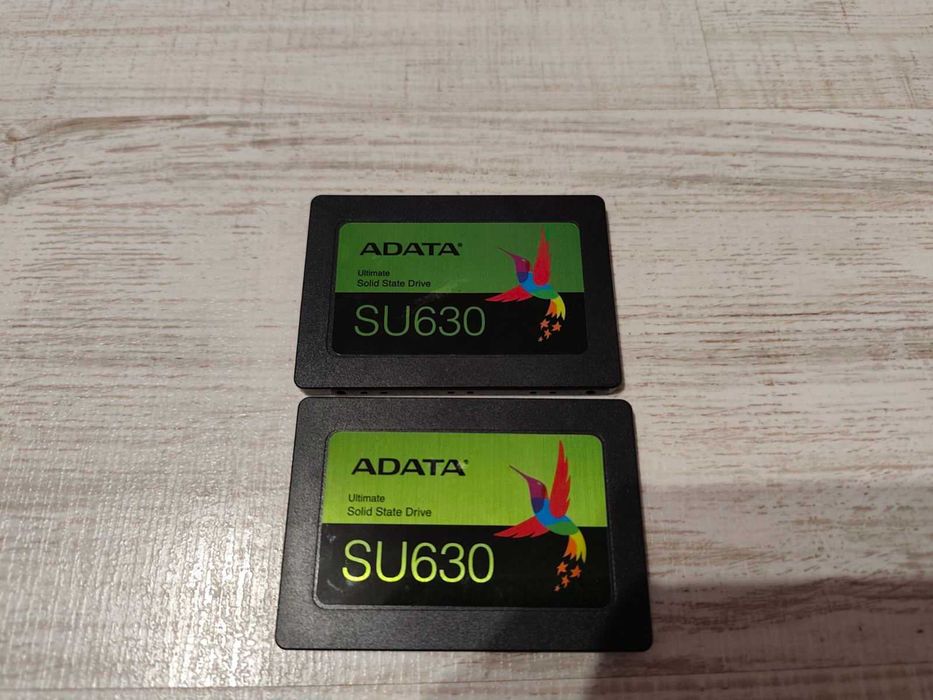 ADATA®
Ultimate
Solid State Drive
SU630
ADATA®
Ultimate
Solid State Drive
SU630